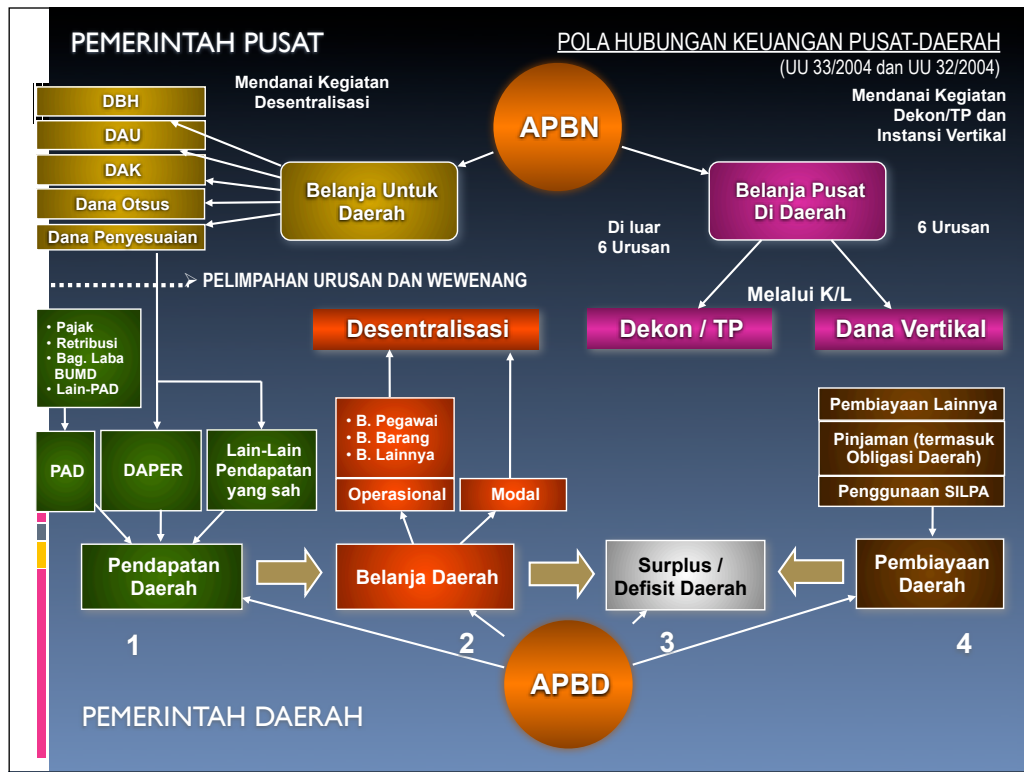 PEMERINTAH PUSAT
POLA HUBUNGAN KEUANGAN PUSAT-DAERAH
(UU 33/2004 dan UU 32/2004)
Mendanai Kegiatan
Desentralisasi
Mendanai Kegiatan
Dekon/TP dan
Instansi Vertikal
APBN
DBH
DAU
DAK
Dana Otsus
Dana Penyesuaian
Belanja Untuk
Daerah
Belanja Pusat
Di Daerah
Di luar
6 Urusan
6 Urusan
➢ PELIMPAHAN URUSAN DAN WEWENANG
Melalui K/L
Desentralisasi
Dekon / TP
Dana Vertikal
• Pajak
• Retribusi
• Bag. Laba
BUMD
• Lain-PAD
• B. Pegawai
• B. Barang
• B. Lainnya
Operasional
Modal
Pembiayaan Lainnya
Pinjaman (termasuk
Obligasi Daerah)
Penggunaan SILPA
PAD
DAPER
Lain-Lain
Pendapatan
yang sah
Pendapatan
Daerah
Belanja Daerah
Surplus /
Defisit Daerah
Pembiayaan
Daerah
1
2
3
4
APBD
PEMERINTAH DAERAH